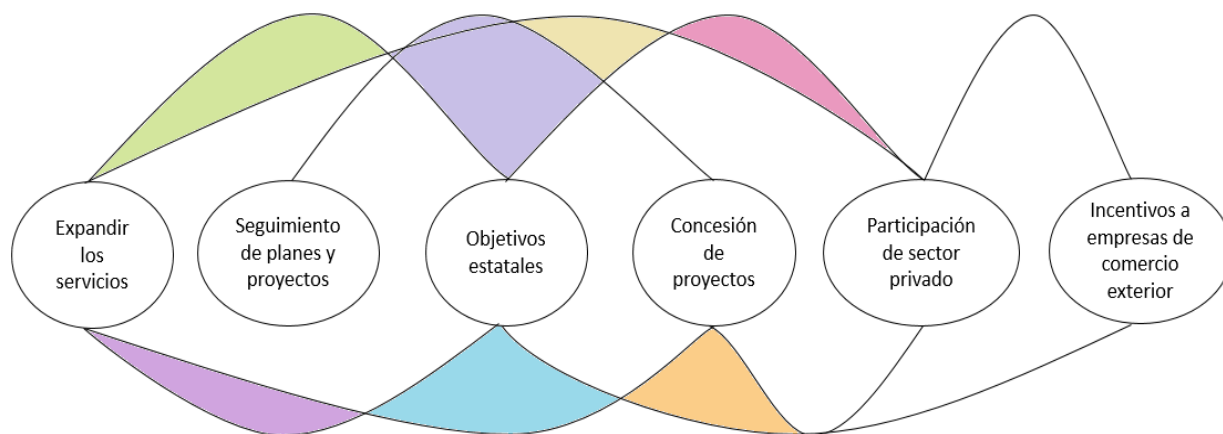 Expandir
los
servicios
Seguimiento
de planes y
proyectos
Objetivos
estatales
Concesión
de
proyectos
Participación
de sector
privado
Incentivos a
empresas de
comercio
exterior